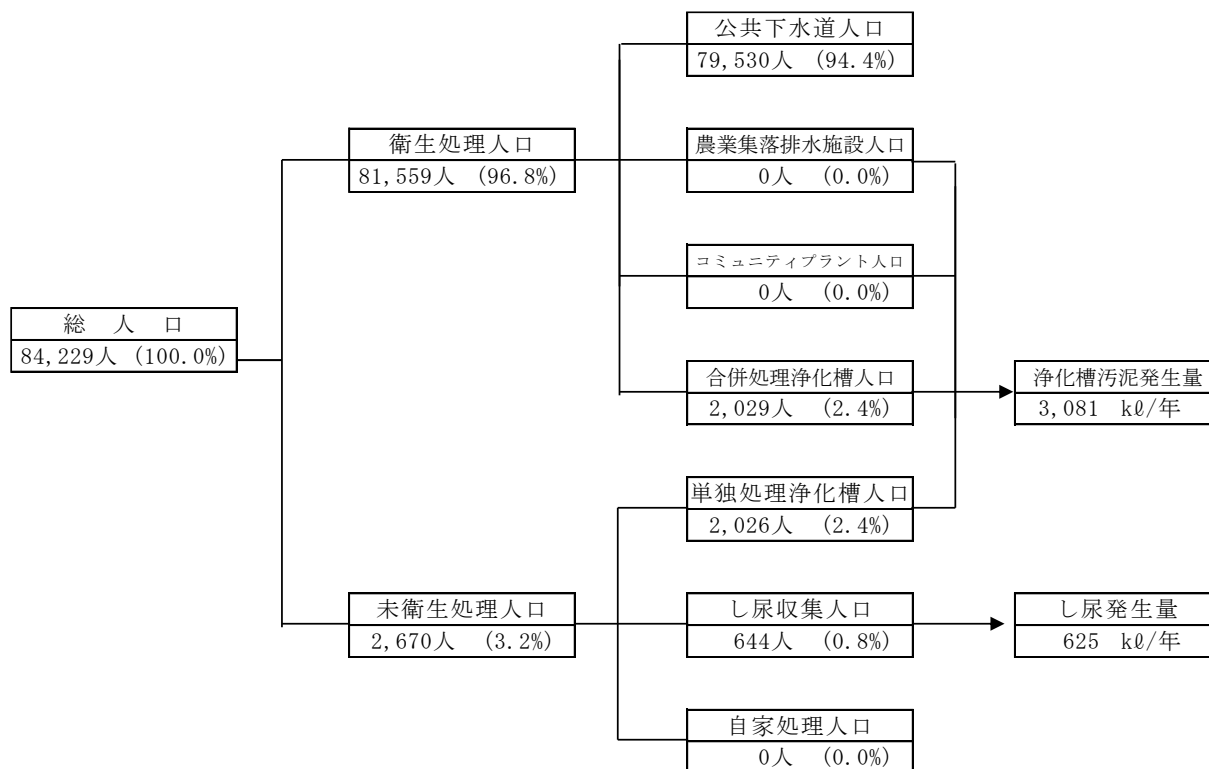 公共下水道人口
79,530人 (94.4%)
衛生処理人口
81,559人 (96.8%)
農業集落排水施設人口
0人 (0.0%)
コミュニティプラント人口
0人 (0.0%)
総 人 口
84,229人 (100.0%)
合併処理浄化槽人口
2,029人 (2.4%)
浄化槽汚泥発生量
3,081 kℓ/年
単独処理浄化槽人口
2,026人 (2.4%)
未衛生処理人口
2,670人 (3.2%)
し尿収集人口
644人 (0.8%)
し尿発生量
625 kℓ/年
自家処理人口
0人 (0.0%)